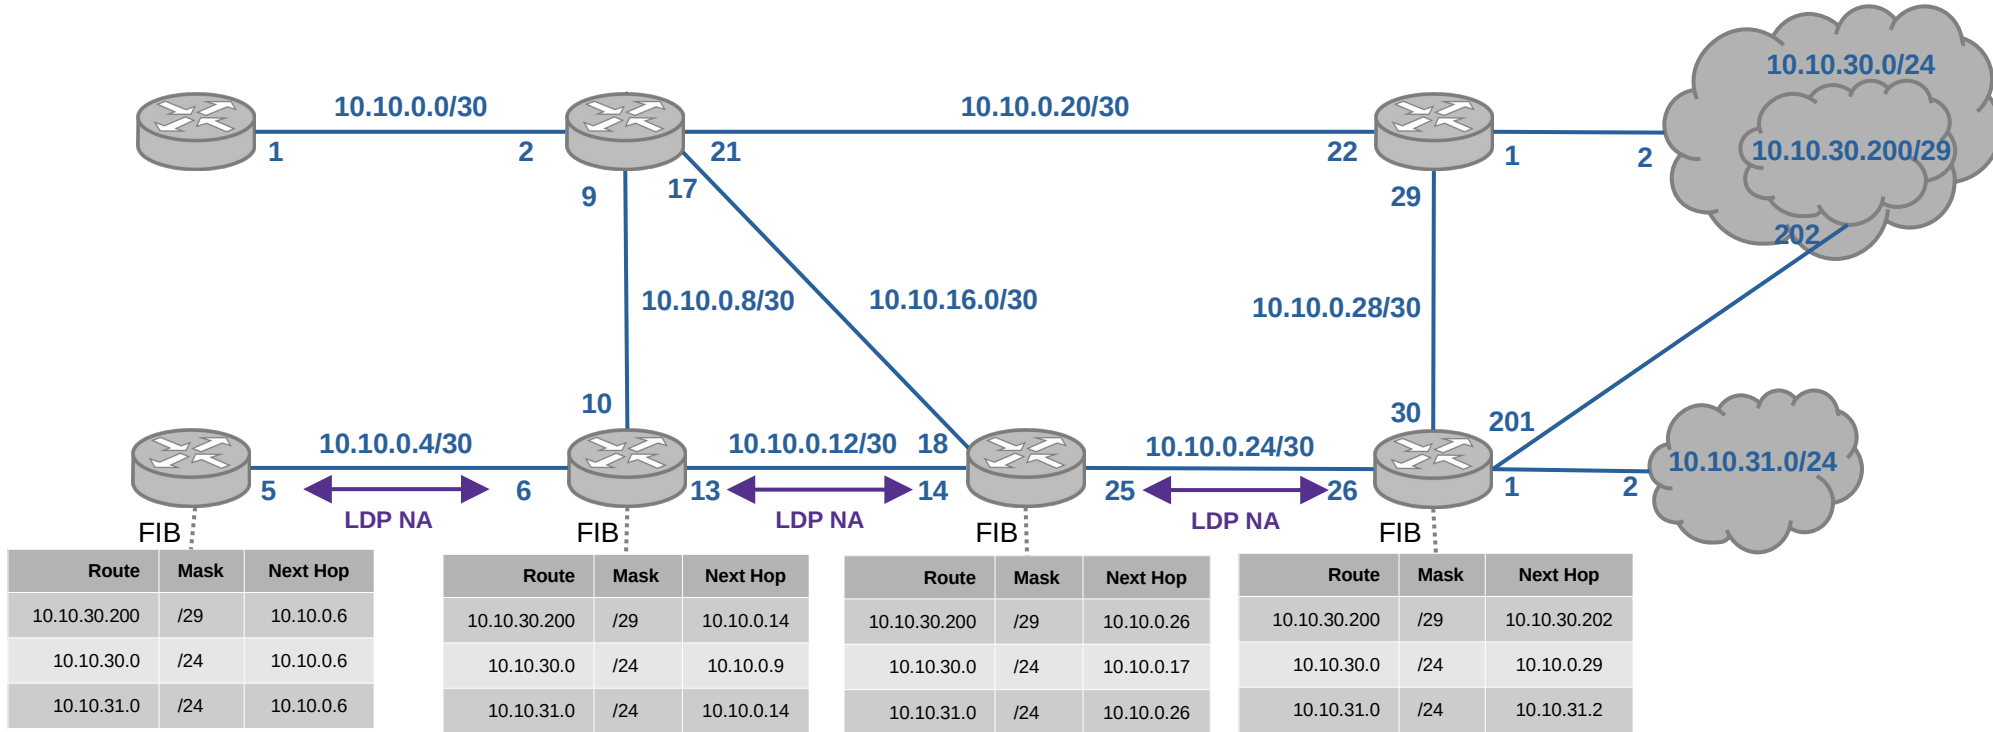 10.10.30.0/24
10.10.0.0/30
10.10.0.20/30
1
2
21
22
1
2
10.10.30.200/29
9
17
29
202
10.10.0.8/30
10.10.16.0/30
10.10.0.28/30
10
30
201
10.10.0.4/30
10.10.0.12/30
18
10.10.0.24/30
10.10.31.0/24
5
6
13
14
25
26
1
2
LDP NA
LDP NA
LDP NA
FIB
FIB
FIB
FIB
Route Mask Next Hop
10.10.30.200 /29 10.10.0.6
10.10.30.0 /24 10.10.0.6
10.10.31.0 /24 10.10.0.6
Route Mask Next Hop
10.10.30.200 /29 10.10.0.14
10.10.30.0 /24 10.10.0.9
10.10.31.0 /24 10.10.0.14
Route Mask Next Hop
10.10.30.200 /29 10.10.0.26
10.10.30.0 /24 10.10.0.17
10.10.31.0 /24 10.10.0.26
Route Mask Next Hop
10.10.30.200 /29 10.10.30.202
10.10.30.0 /24 10.10.0.29
10.10.31.0 /24 10.10.31.2